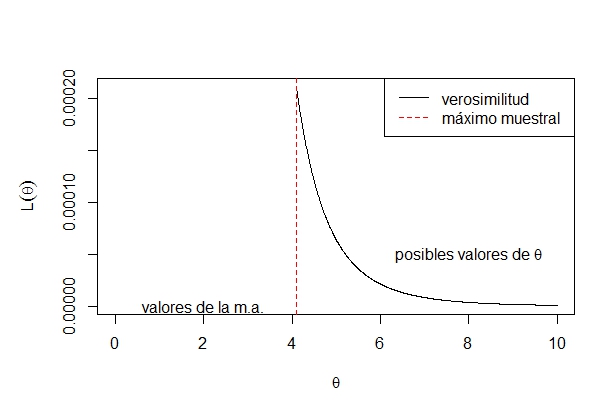 verosimilitud
máximo muestral
posibles valores de θ
valores de la m.a.
L(θ)
0.00020
0.00010
0.00000
0 2 4 6 8 10
θ